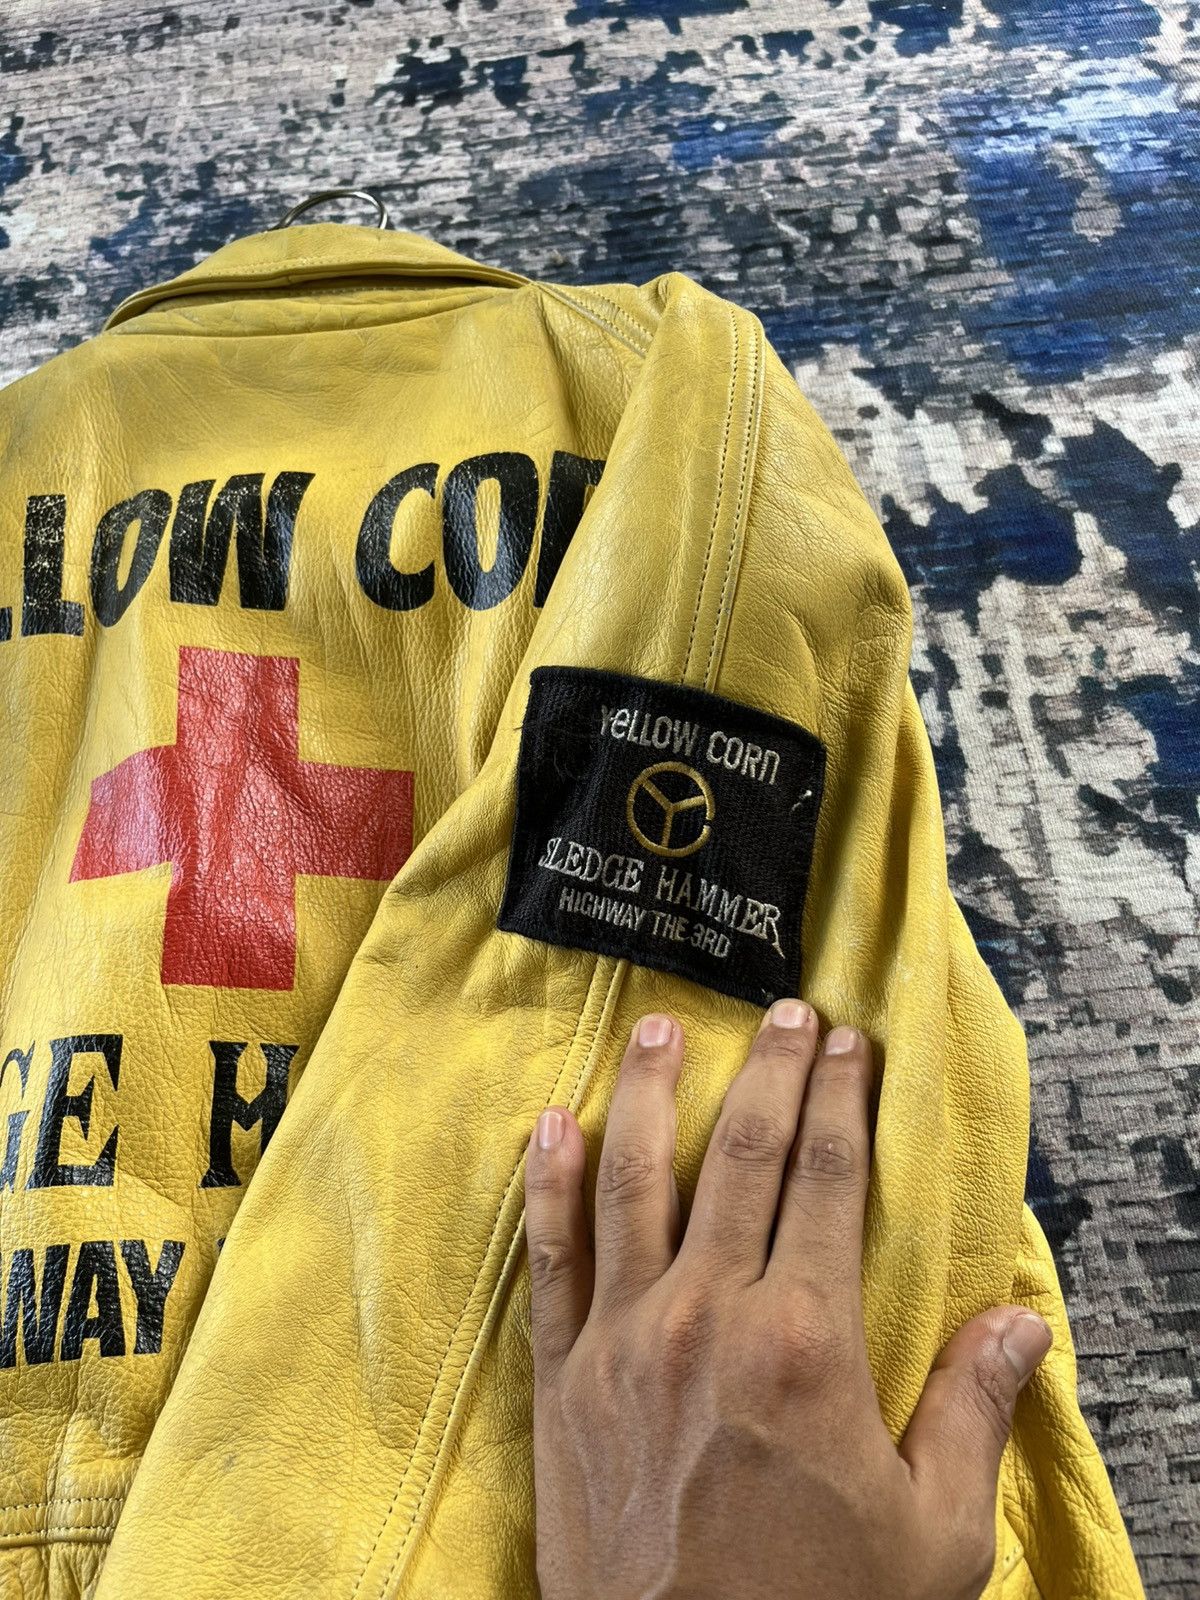 LLOW COR
GE H
WAY
YeLLOW CORn
SLEDGE HAMMER
HIGHWAY THE 3RD